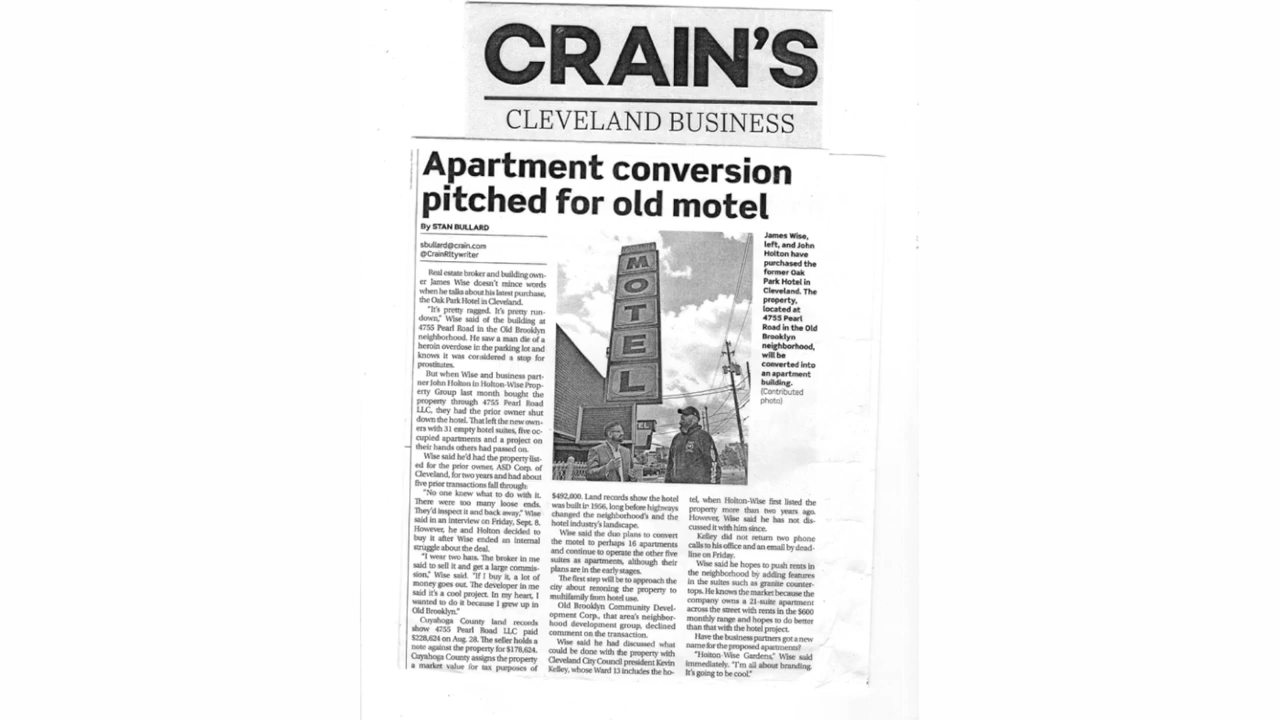 CRAIN'S
CLEVELAND BUSINESS
Apartment conversion
pitched for old motel
By STAN BULLARD
sbullard@crain.com
@CrainRltywriter
Real estate broker and building own-
er James Wise doesn't mince words
when he talks about his latest purchase,
the Oak Park Hotel in Cleveland.
"It's pretty ragged. It's pretty run-
down," Wise said of the building at
4755 Pearl Road in the Old Brooklyn
neighborhood. He saw a man die of a
heroin overdose in the parking lot and
knows it was considered a stop for
prostitutes.
But when Wise and business part-
ner John Holton in Holton-Wise Prop-
erty Group last month bought the
property through 4755 Pearl Road
LLC, they had the prior owner shut
down the hotel. That left the new own-
ers with 31 empty hotel suites, five oc-
cupied apartments and a project on
their hands others had passed on.
Wise said he'd had the property list-
ed for the prior owner, ASD Corp. of
Cleveland, for two years and had about
five prior transactions fall through.
"No one knew what to do with it.
There were too many loose ends.
They'd inspect it and back away," Wise
said in an interview on Friday, Sept. 8.
However, he and Holton decided to
buy it after Wise ended an internal
struggle about the deal.
"I wear two hats. The broker in me
said to sell it and get a large commis-
sion," Wise said. "If I buy it, a lot of
money goes out. The developer in me
said it's a cool project. In my heart, I
wanted to do it because I grew up in
Old Brooklyn."
Cuyahoga County land records
show 4755 Pearl Road LLC paid
$228,624 on Aug. 28. The seller holds a
note against the property for $178,624.
Cuyahoga County assigns the property
a market value for tax purposes of
MOTEL
EL
James Wise,
left, and John
Holton have
purchased the
former Oak
Park Hotel in
Cleveland. The
property,
located at
4755 Pearl
Road in the Old
Brooklyn
neighborhood,
will be
converted into
an apartment
building.
(Contributed
photo)
$492,000. Land records show the hotel
was built in 1956, long before highways
changed the neighborhood's and the
hotel industry's landscape.
Wise said the duo plans to convert
the motel to perhaps 16 apartments
and continue to operate the other five
suites as apartments, although their
plans are in the early stages.
The first step will be to approach the
city about rezoning the property to
multifamily from hotel use.
Old Brooklyn Community Devel-
opment Corp., that area's neighbor-
hood development group, declined
comment on the transaction.
Wise said he had discussed what
could be done with the property with
Cleveland City Council president Kevin
Kelley, whose Ward 13 includes the ho-
tel, when Holton-Wise first listed the
property more than two years ago.
However, Wise said he has not dis-
cussed it with him since.
Kelley did not return two phone
calls to his office and an email by dead-
line on Friday.
Wise said he hopes to push rents in
the neighborhood by adding features
in the suites such as granite counter-
tops. He knows the market because the
company owns a 21-suite apartment
across the street with rents in the $600
monthly range and hopes to do better
than that with the hotel project.
Have the business partners got a new
name for the proposed apartments?
"Holton-Wise Gardens," Wise said
immediately. "I'm all about branding.
It's going to be cool."